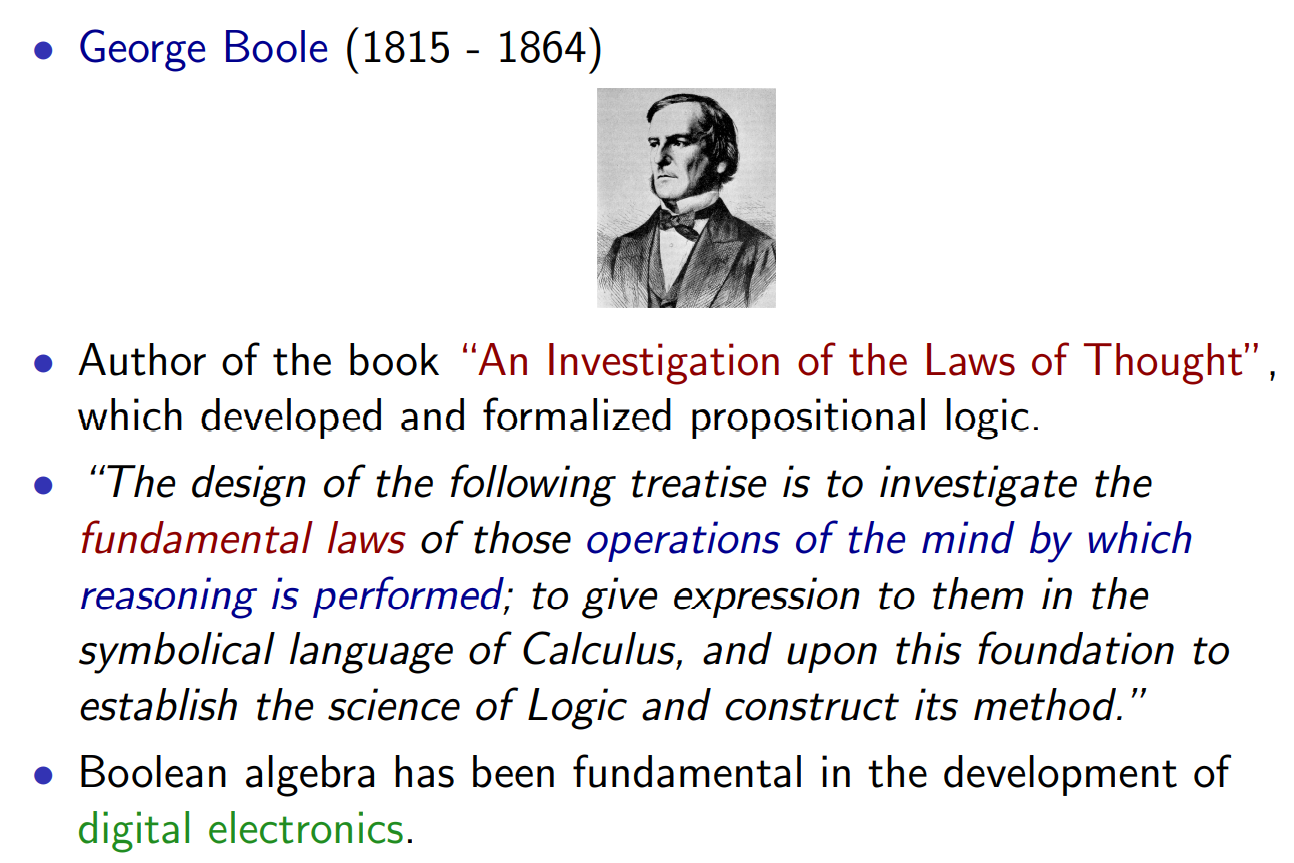 • George Boole (1815 - 1864)
• Author of the book “An Investigation of the Laws of Thought”,
which developed and formalized propositional logic.
• “The design of the following treatise is to investigate the
fundamental laws of those operations of the mind by which
reasoning is performed; to give expression to them in the
symbolical language of Calculus, and upon this foundation to
establish the science of Logic and construct its method.”
• Boolean algebra has been fundamental in the development of
digital electronics.